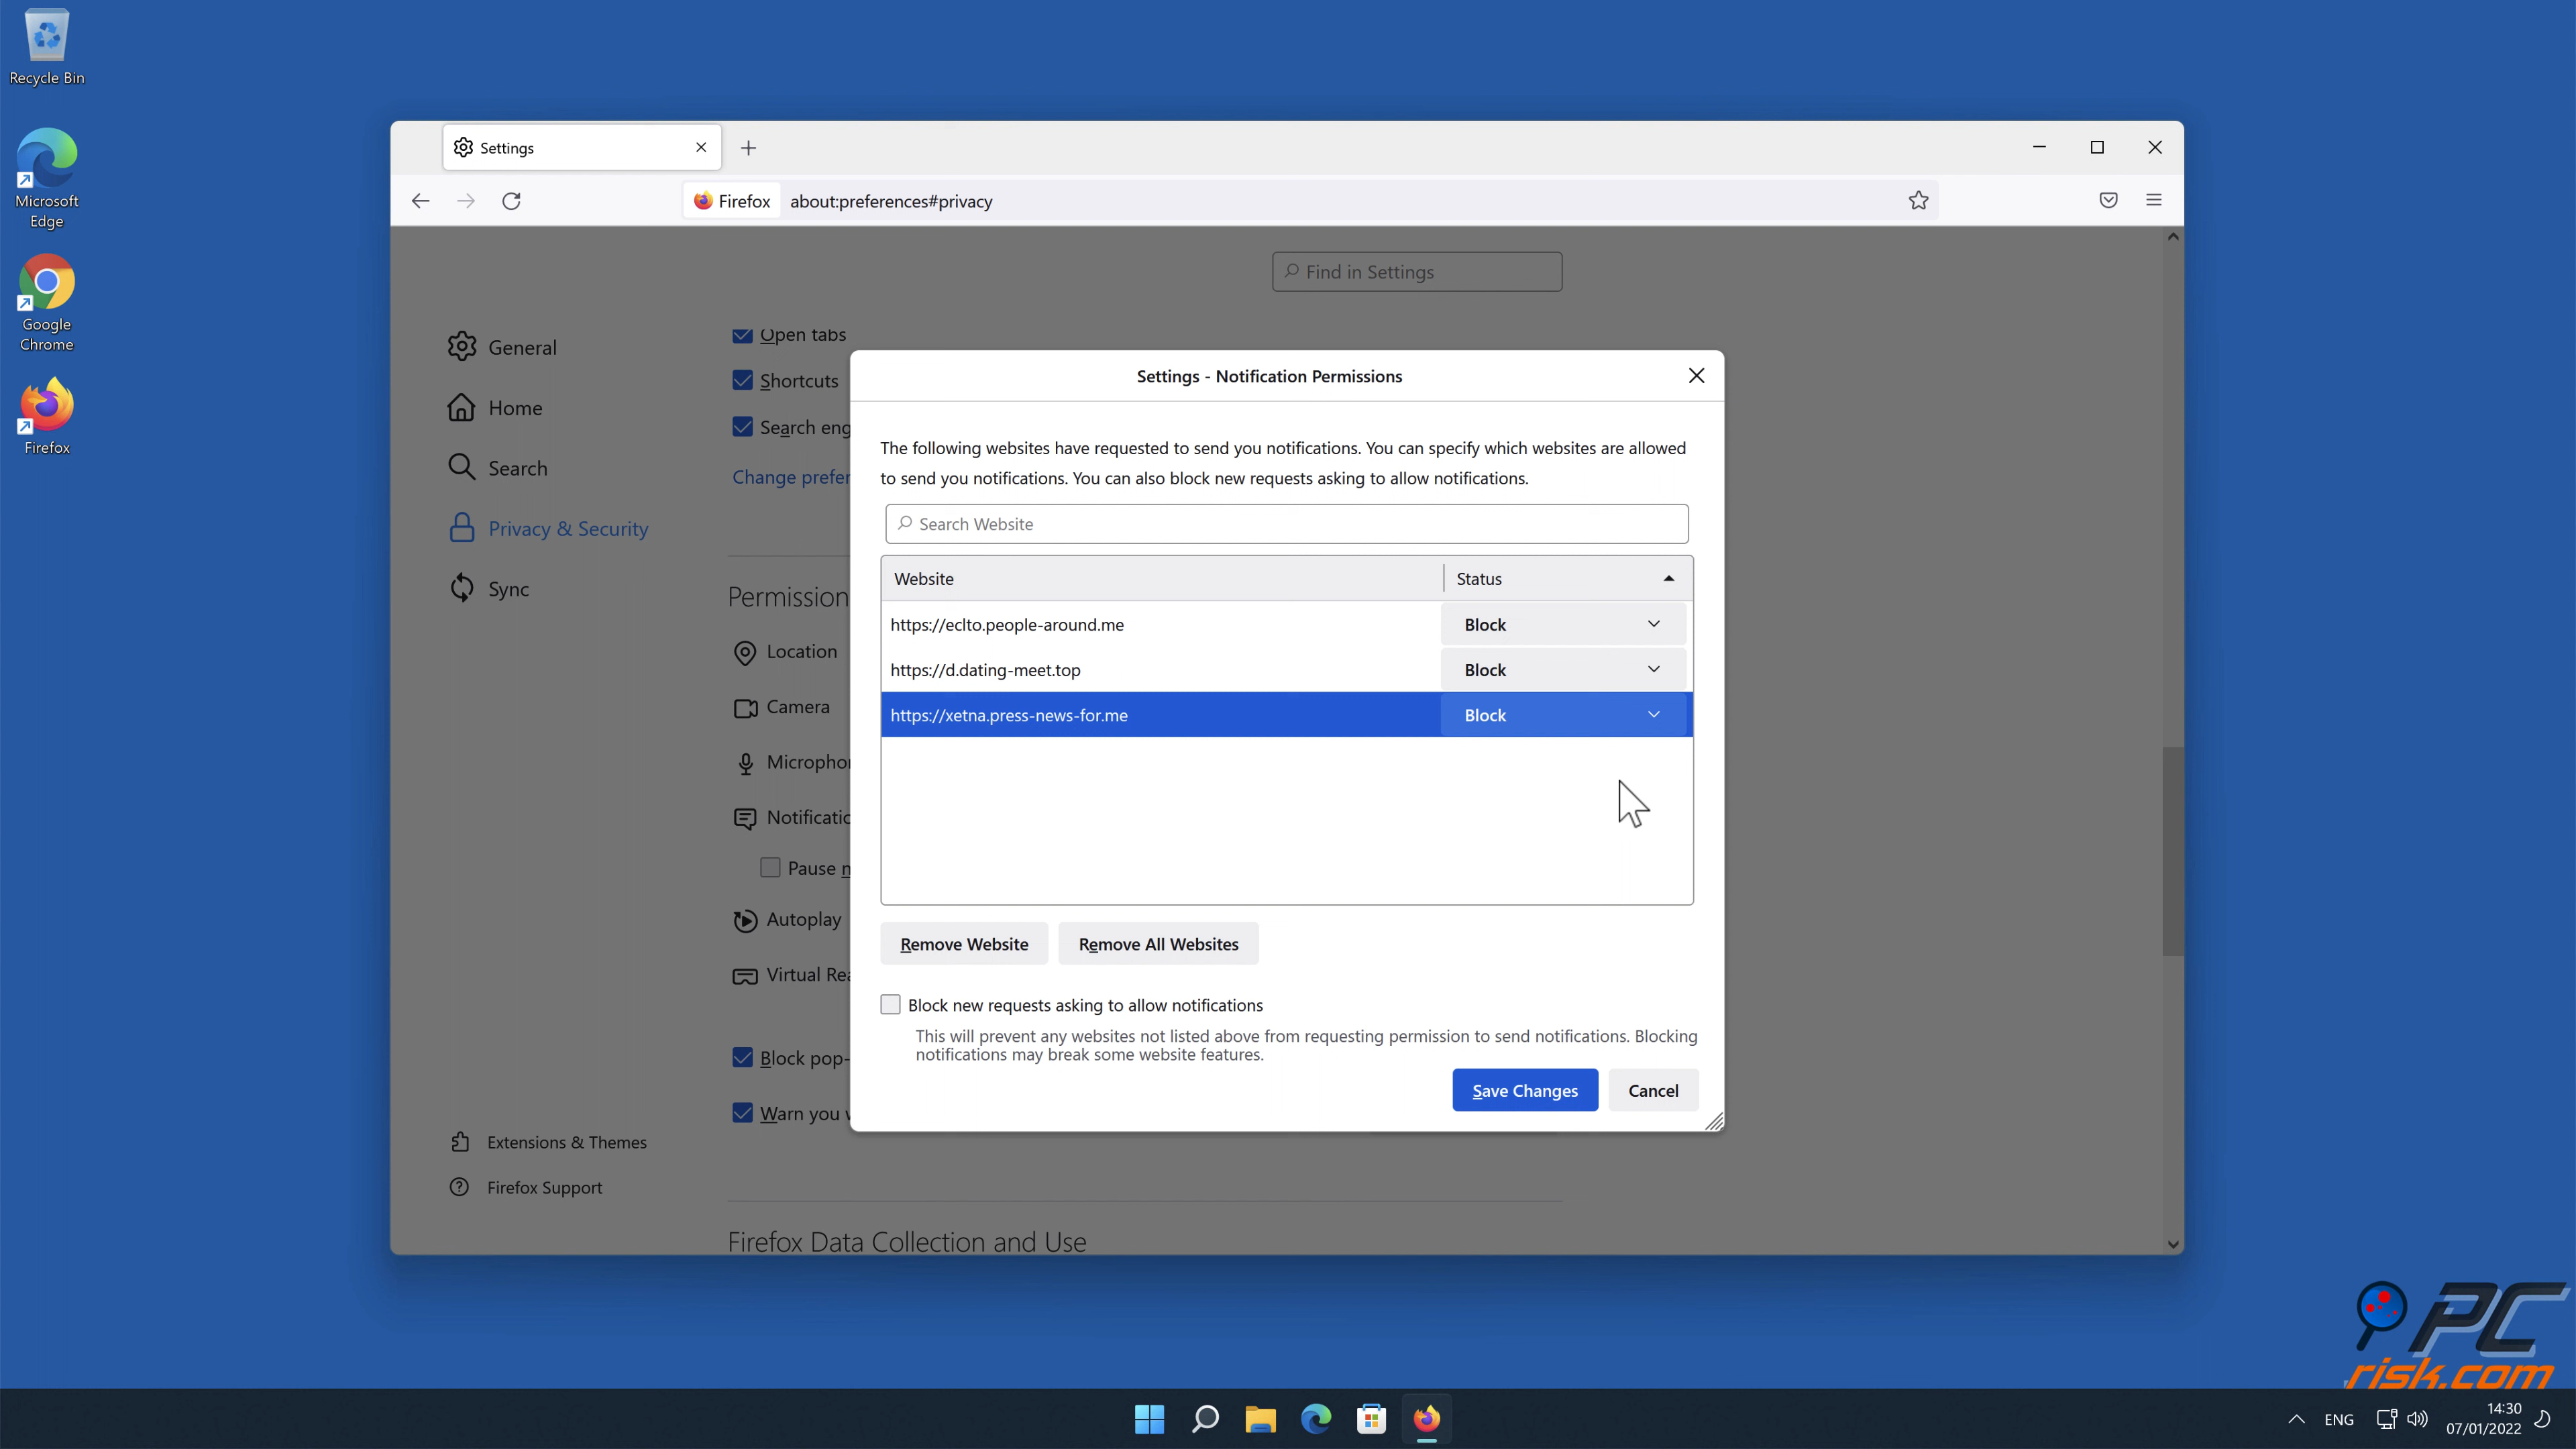 Recycle Bin
Microsoft
Edge
Google
Chrome
Firefox
Settings
Firefox
about:preferences#privacy
Find in Settings
General
Home
Search
Privacy & Security
Sync
Extensions & Themes
Firefox Support
Open tabs
Shortcuts
Search eng
Change prefer
Permission
Location
Camera
Microphon
Notificatio
Pause n
Autoplay
Virtual Rea
Block pop-
Warn you w
Firefox Data Collection and Use
Settings - Notification Permissions
The following websites have requested to send you notifications. You can specify which websites are allowed
to send you notifications. You can also block new requests asking to allow notifications.
Search Website
Website Status
https://eclto.people-around.me Block
https://d.dating-meet.top Block
https://xetna.press-news-for.me Block
Remove Website Remove All Websites
Block new requests asking to allow notifications
This will prevent any websites not listed above from requesting permission to send notifications. Blocking
notifications may break some website features.
Save Changes Cancel
PC
risk.com
ENG
14:30
07/01/2022